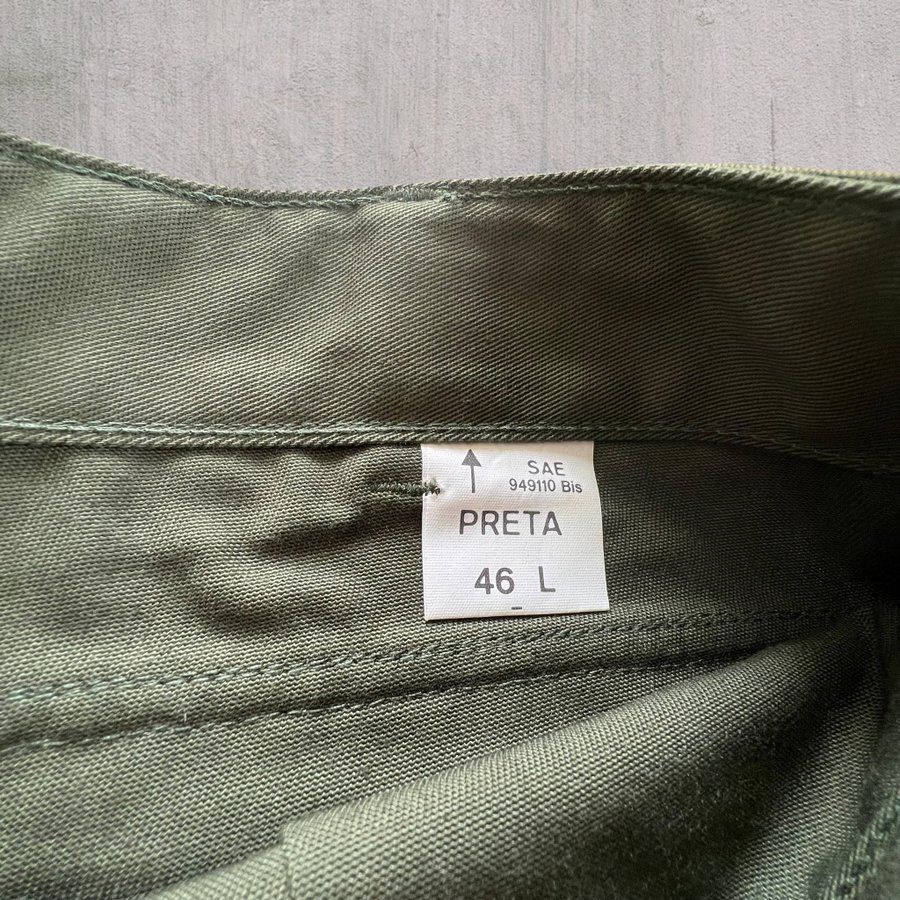 ↑ SAE
949110 Bis
PRETA
46 L